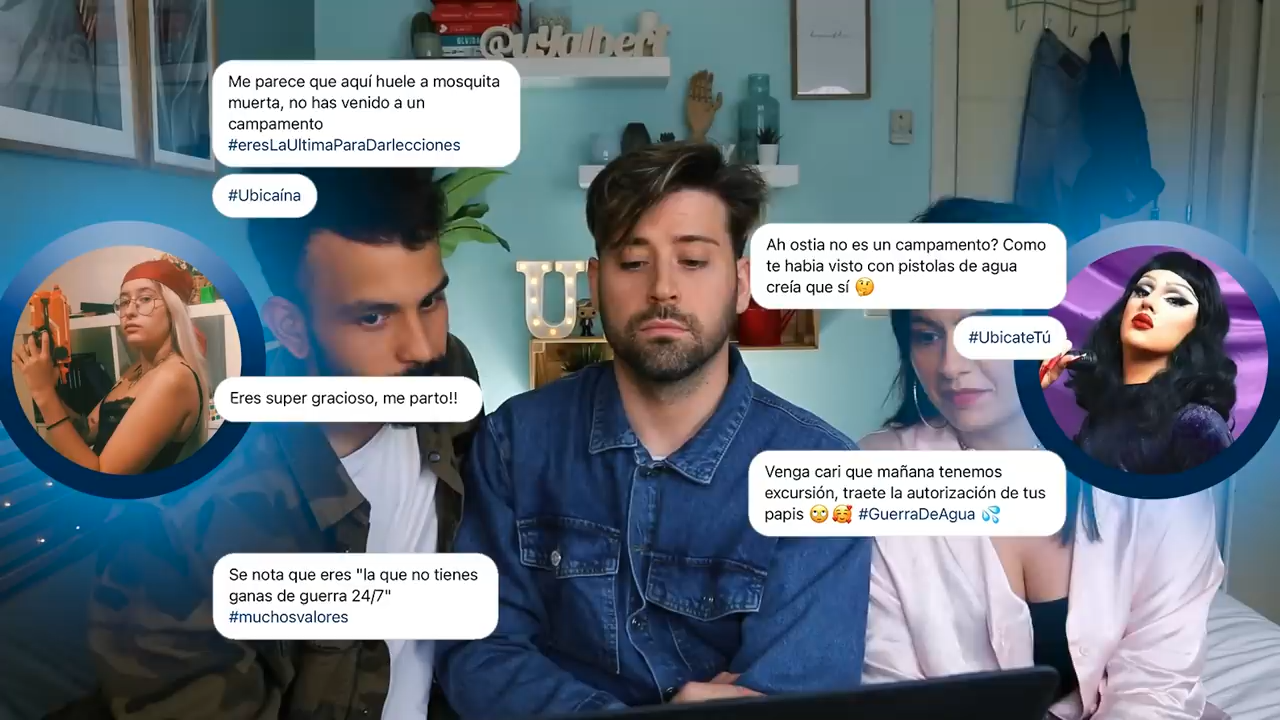 @uyalbert
Me parece que aquí huele a mosquita
muerta, no has venido a un
campamento
#eresLaUltimaParaDarlecciones
#Ubicaína
Ah ostia no es un campamento? Como
te habia visto con pistolas de agua
creía que sí 🤔
#UbicateTú
U
Eres super gracioso, me parto!!
Venga cari que mañana tenemos
excursión, traete la autorización de tus
papis 🙄 🥰 #GuerraDeAgua 💦
Se nota que eres "la que no tienes
ganas de guerra 24/7"
#muchosvalores